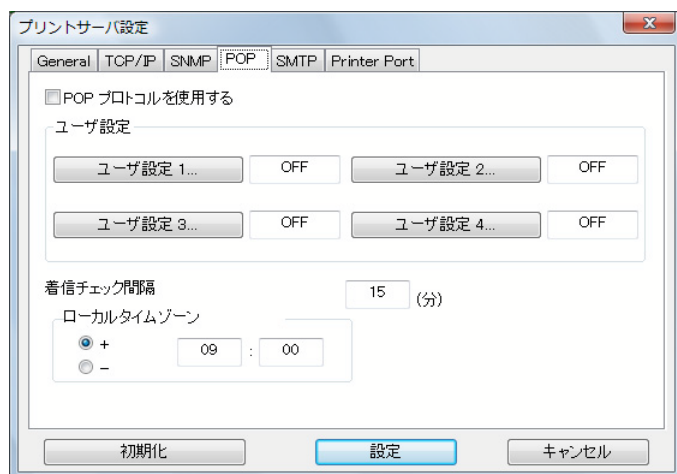 プリントサーバ設定
General TCP/IP SNMP POP SMTP Printer Port
POP プロトコルを使用する
ユーザ設定
ユーザ設定 1... OFF ユーザ設定 2... OFF
ユーザ設定 3... OFF ユーザ設定 4... OFF
着信チェック間隔 15 (分)
ローカルタイムゾーン
+ 09 : 00
-
初期化 設定 キャンセル